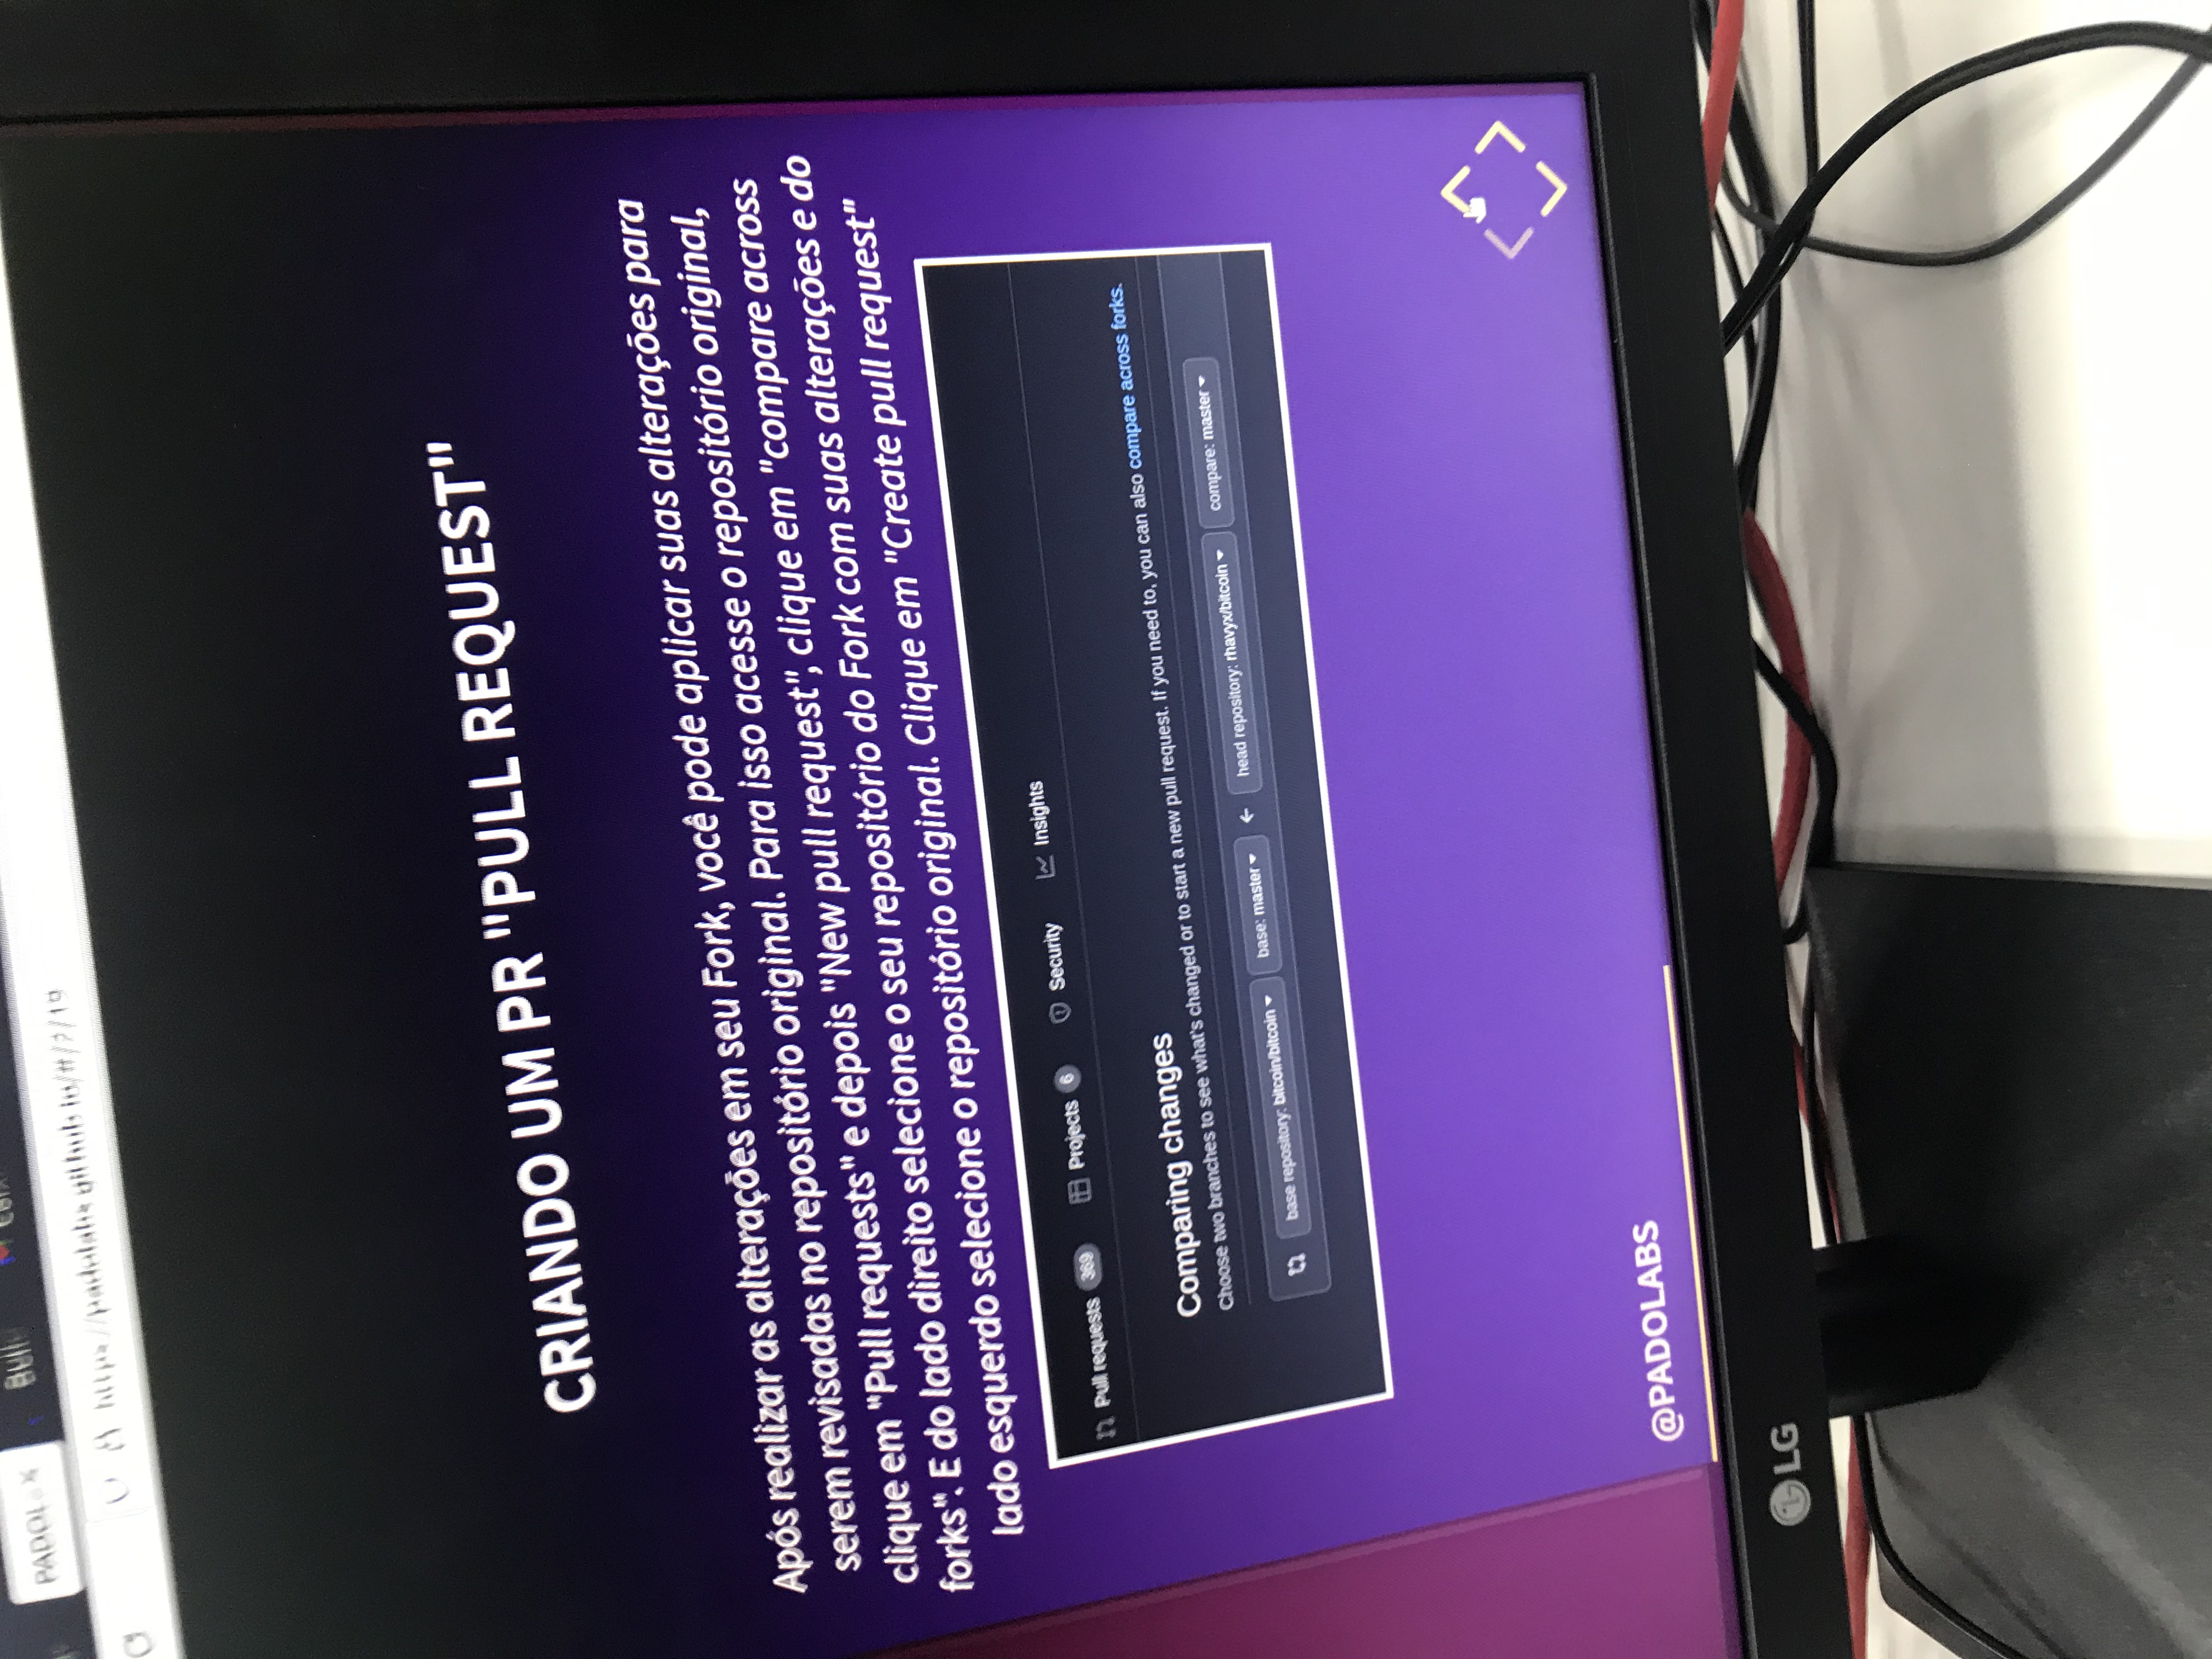 PADOL
https://padolabs.github.io/#/?/19
CRIANDO UM PR "PULL REQUEST"
Após realizar as alterações em seu Fork, você pode aplicar suas alterações para
serem revisadas no repositório original. Para isso acesse o repositório original,
clique em "Pull requests" e depois "New pull request", clique em "compare across
forks". E do lado direito selecione o seu repositório do Fork com suas alterações e do
lado esquerdo selecione o repositório original. Clique em "Create pull request"
Pull requests 369 Projects 6 Security Insights
Comparing changes
Choose two branches to see what's changed or to start a new pull request. If you need to, you can also compare across forks.
base repository: bitcoin/bitcoin base: master ← head repository: rhavyx/bitcoin compare: master
@PADOLABS
LG